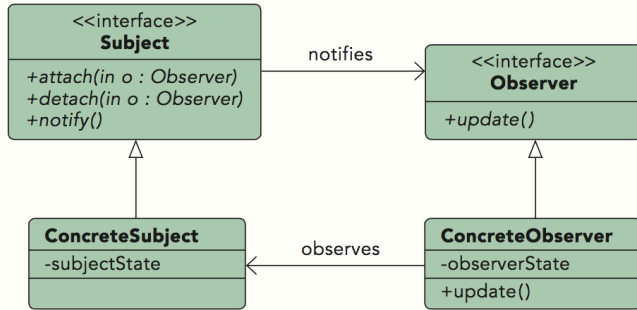 <<interface>>
Subject
+attach(in o : Observer)
+detach(in o : Observer)
+notify()
notifies
<<interface>>
Observer
+update()
ConcreteSubject
-subjectState
observes
ConcreteObserver
-observerState
+update()